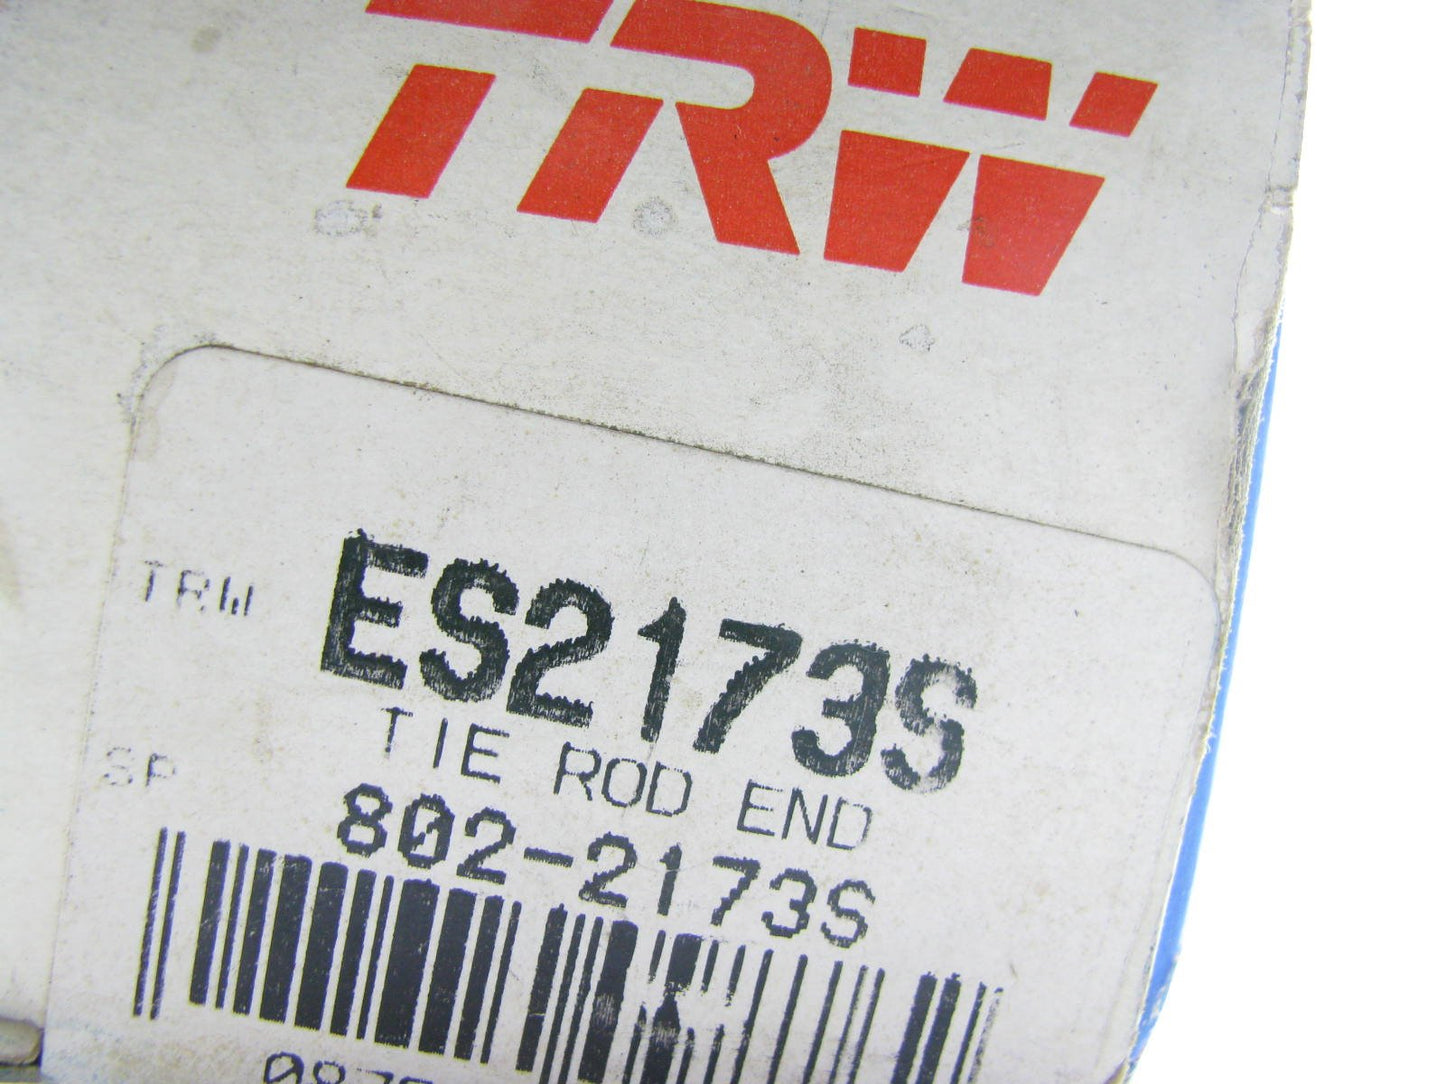 TRW
TRW ES2173S
TIE ROD END
SP 802-2173S